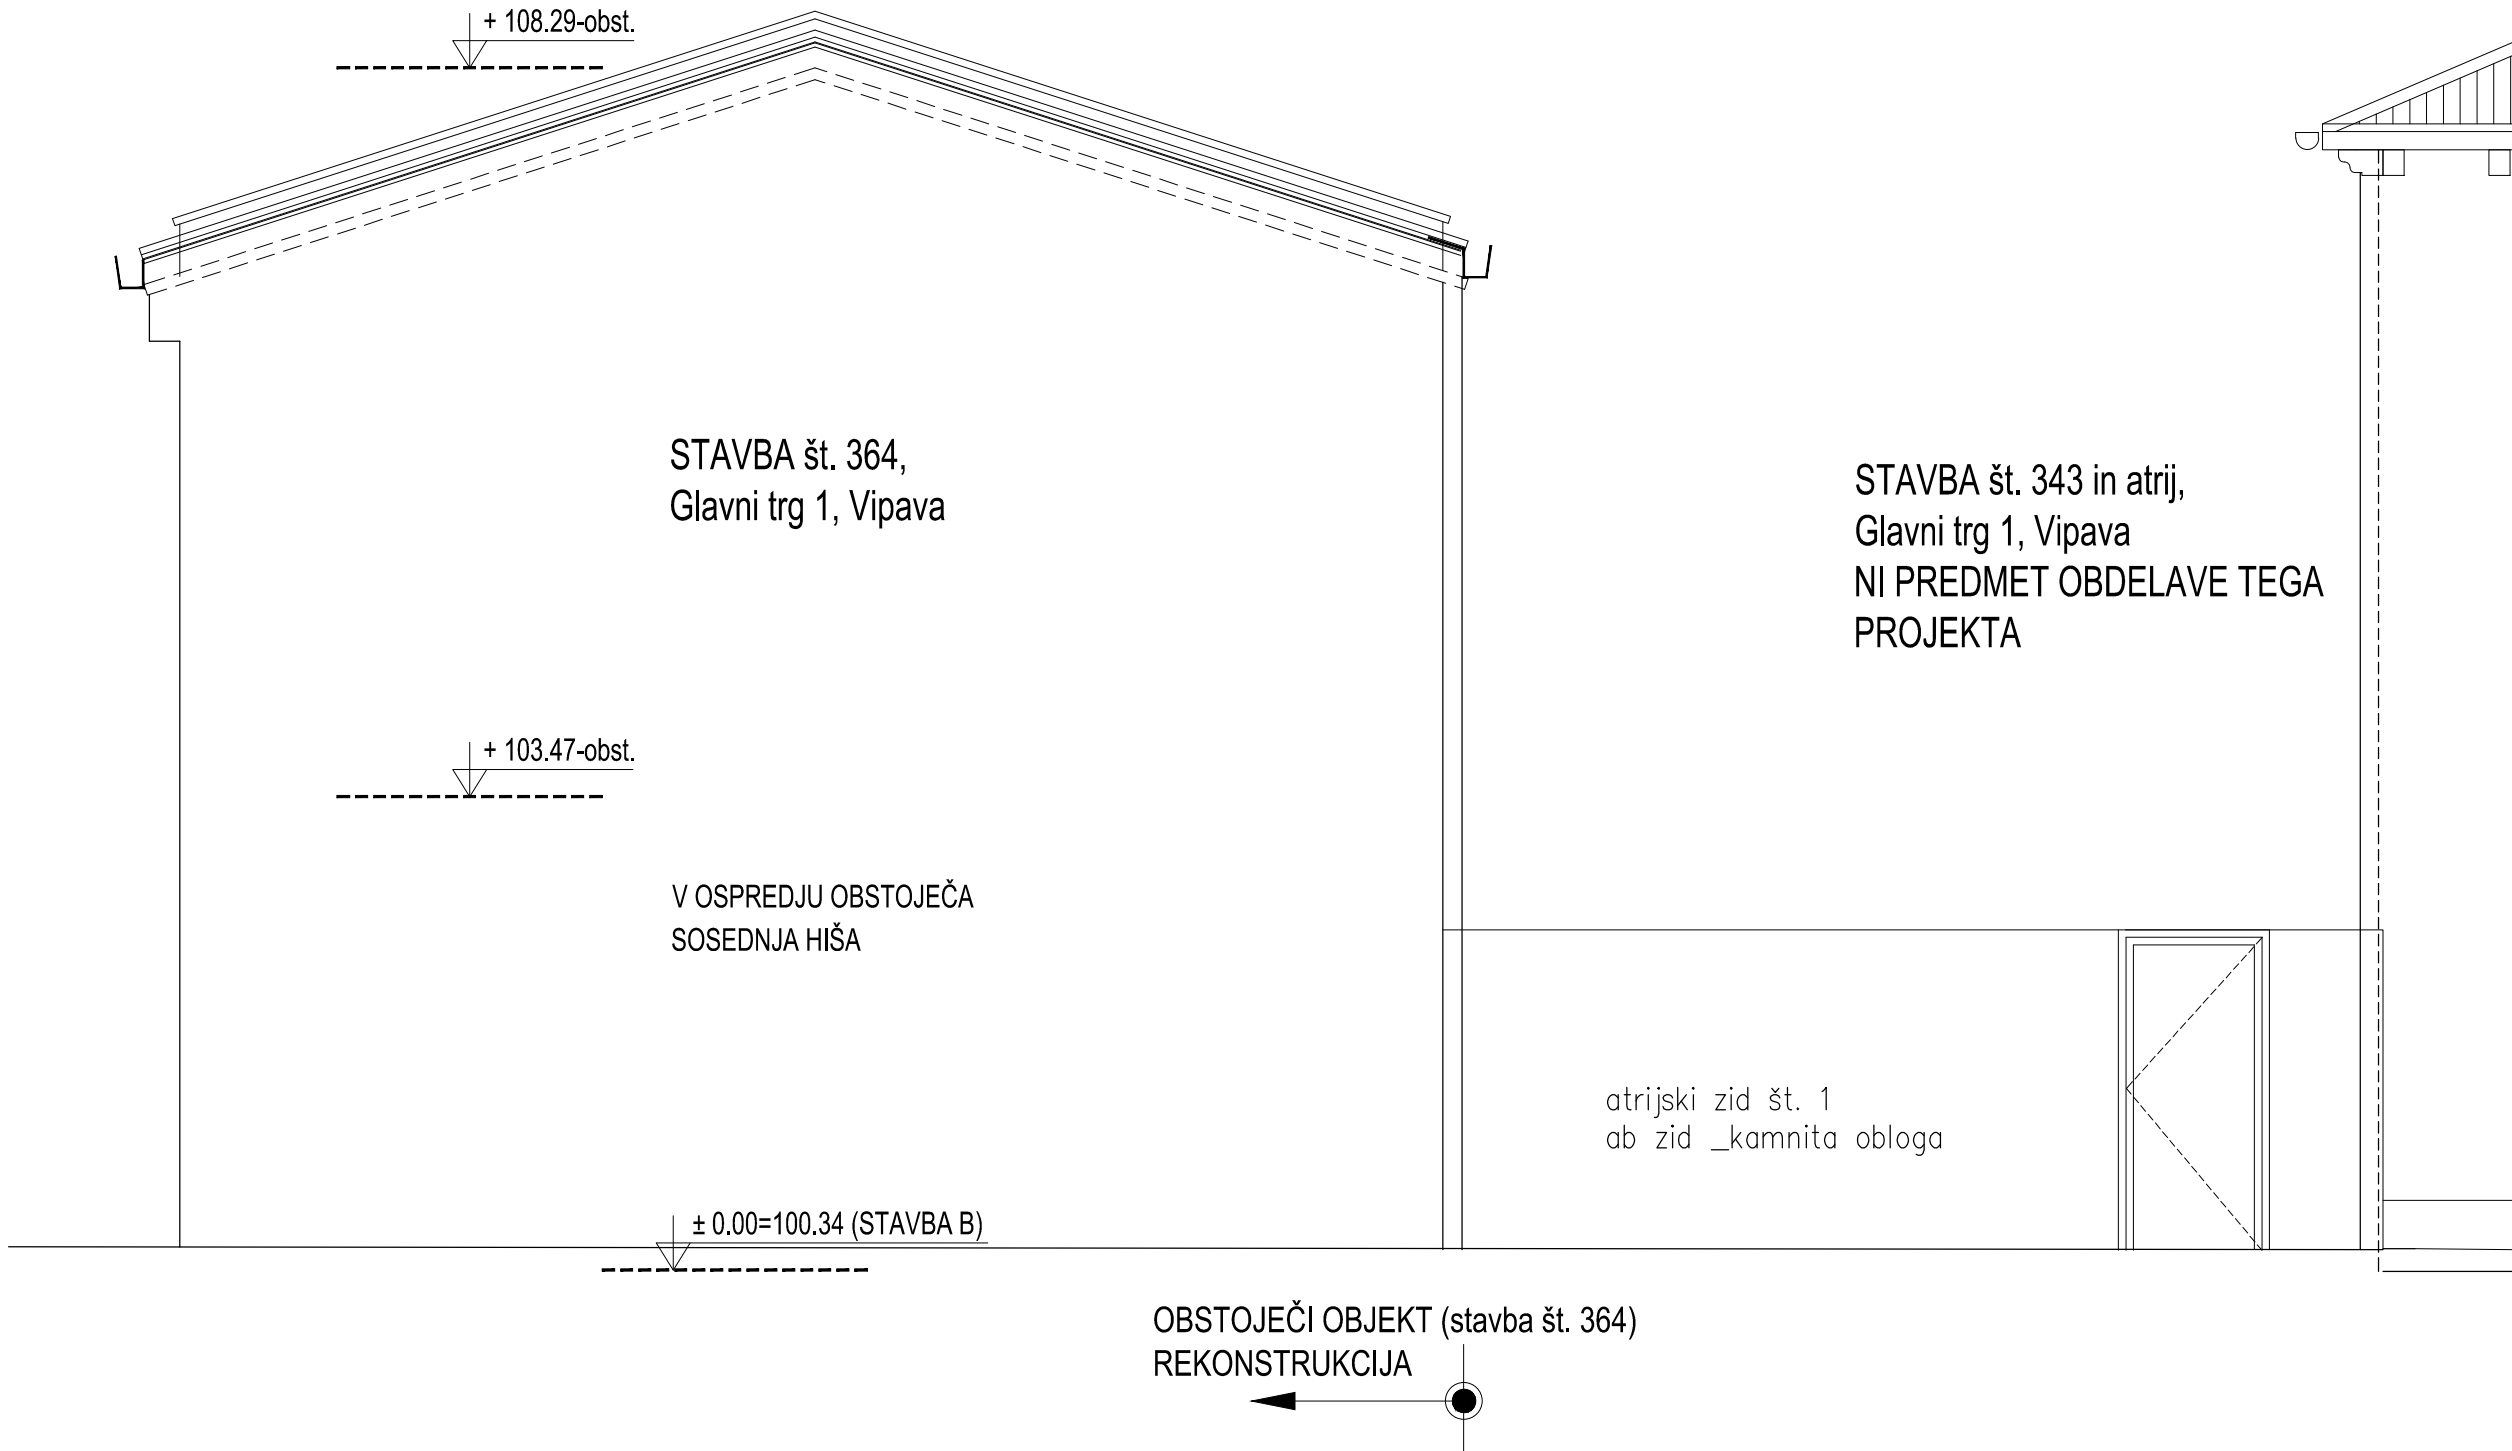 + 108.29-obst.
STAVBA št. 364,
Glavni trg 1, Vipava
STAVBA št. 343 in atrij,
Glavni trg 1, Vipava
NI PREDMET OBDELAVE TEGA
PROJEKTA
+ 103.47-obst.
V OSPREDJU OBSTOJEČA
SOSEDNJA HIŠA
atrijski zid št. 1
ab zid _kamnita obloga
± 0.00=100.34 (STAVBA B)
OBSTOJEČI OBJEKT (stavba št. 364)
REKONSTRUKCIJA